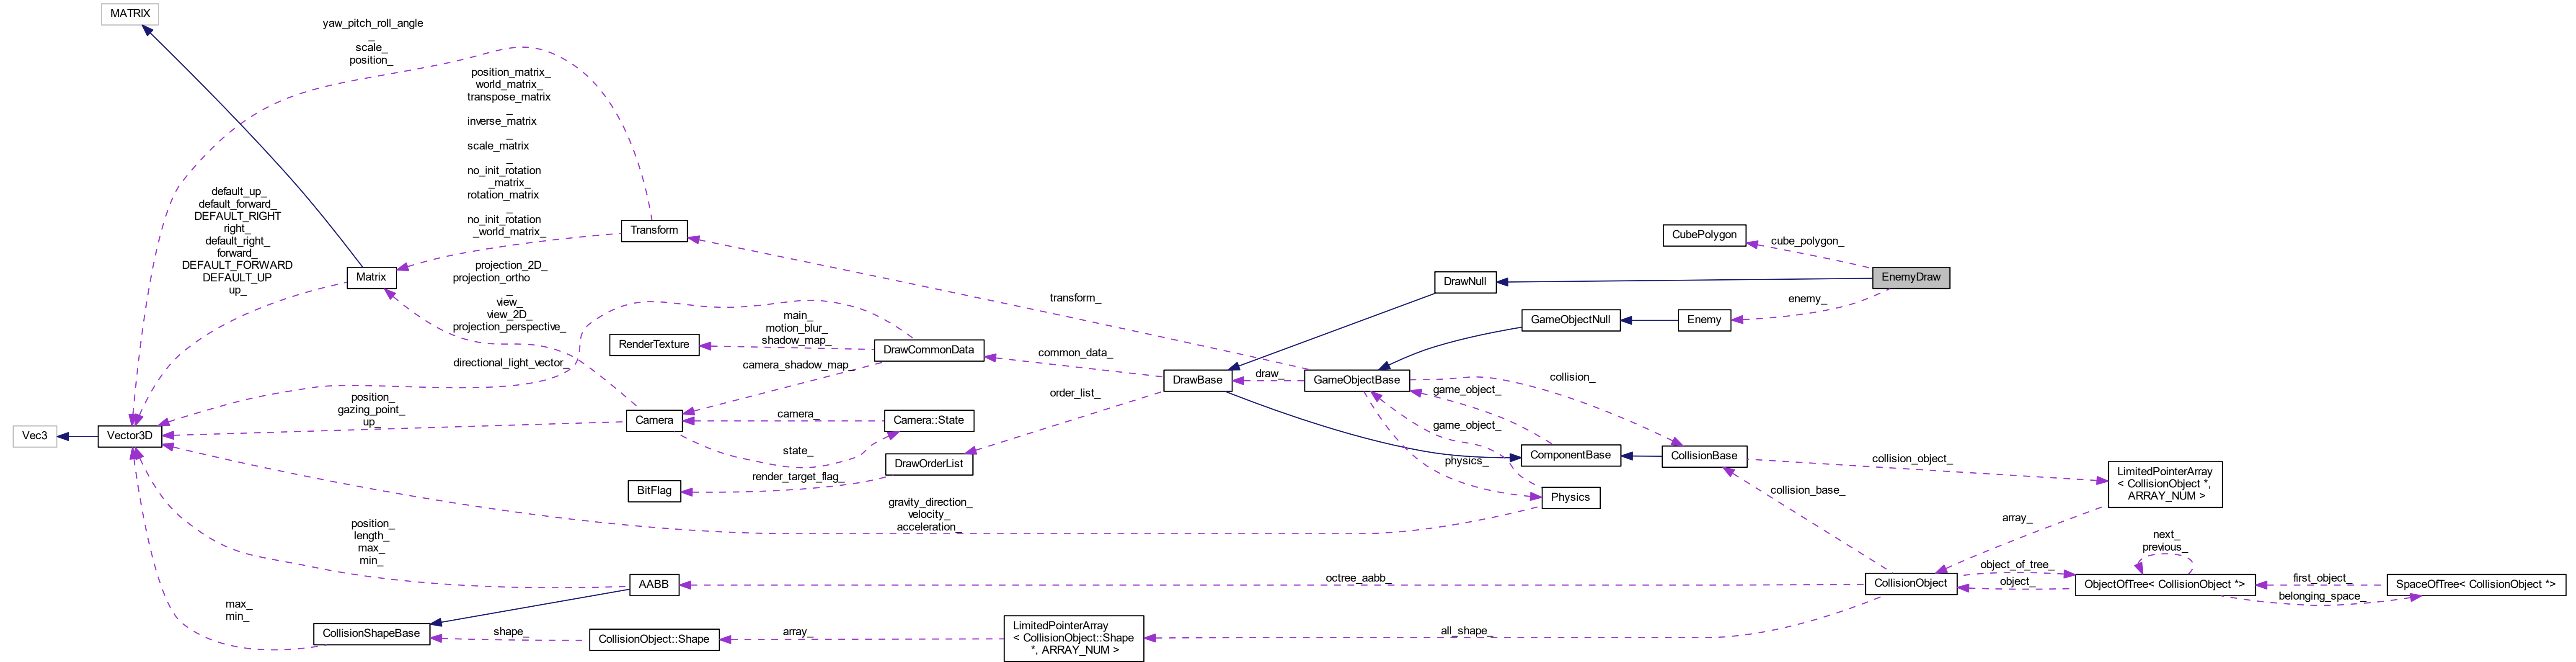 MATRIX
yaw_pitch_roll_angle
_
scale_
position_
position_matrix_
world_matrix_
transpose_matrix
_
inverse_matrix
_
scale_matrix
_
no_init_rotation
_matrix_
rotation_matrix
_
no_init_rotation
_world_matrix_
default_up_
default_forward_
DEFAULT_RIGHT
right_
default_right_
forward_
DEFAULT_FORWARD
DEFAULT_UP
up_
Transform
Matrix
projection_2D_
projection_ortho
_
view_
view_2D_
projection_perspective_
transform_
CubePolygon
cube_polygon_
EnemyDraw
DrawNull
enemy_
GameObjectNull
Enemy
main_
motion_blur_
shadow_map_
RenderTexture
DrawCommonData
common_data_
directional_light_vector_
camera_shadow_map_
DrawBase
draw_
GameObjectBase
collision_
game_object_
order_list_
position_
gazing_point_
up_
Camera
camera_
Camera::State
game_object_
Vec3
Vector3D
state_
DrawOrderList
physics_
ComponentBase
CollisionBase
collision_object_
LimitedPointerArray
< CollisionObject *,
ARRAY_NUM >
BitFlag
render_target_flag_
collision_base_
Physics
gravity_direction_
velocity_
acceleration_
array_
position_
length_
max_
min_
next_
previous_
AABB
octree_aabb_
CollisionObject
object_of_tree_
object_
ObjectOfTree< CollisionObject *>
first_object_
belonging_space_
SpaceOfTree< CollisionObject *>
max_
min_
CollisionShapeBase
shape_
CollisionObject::Shape
array_
LimitedPointerArray
< CollisionObject::Shape
*, ARRAY_NUM >
all_shape_